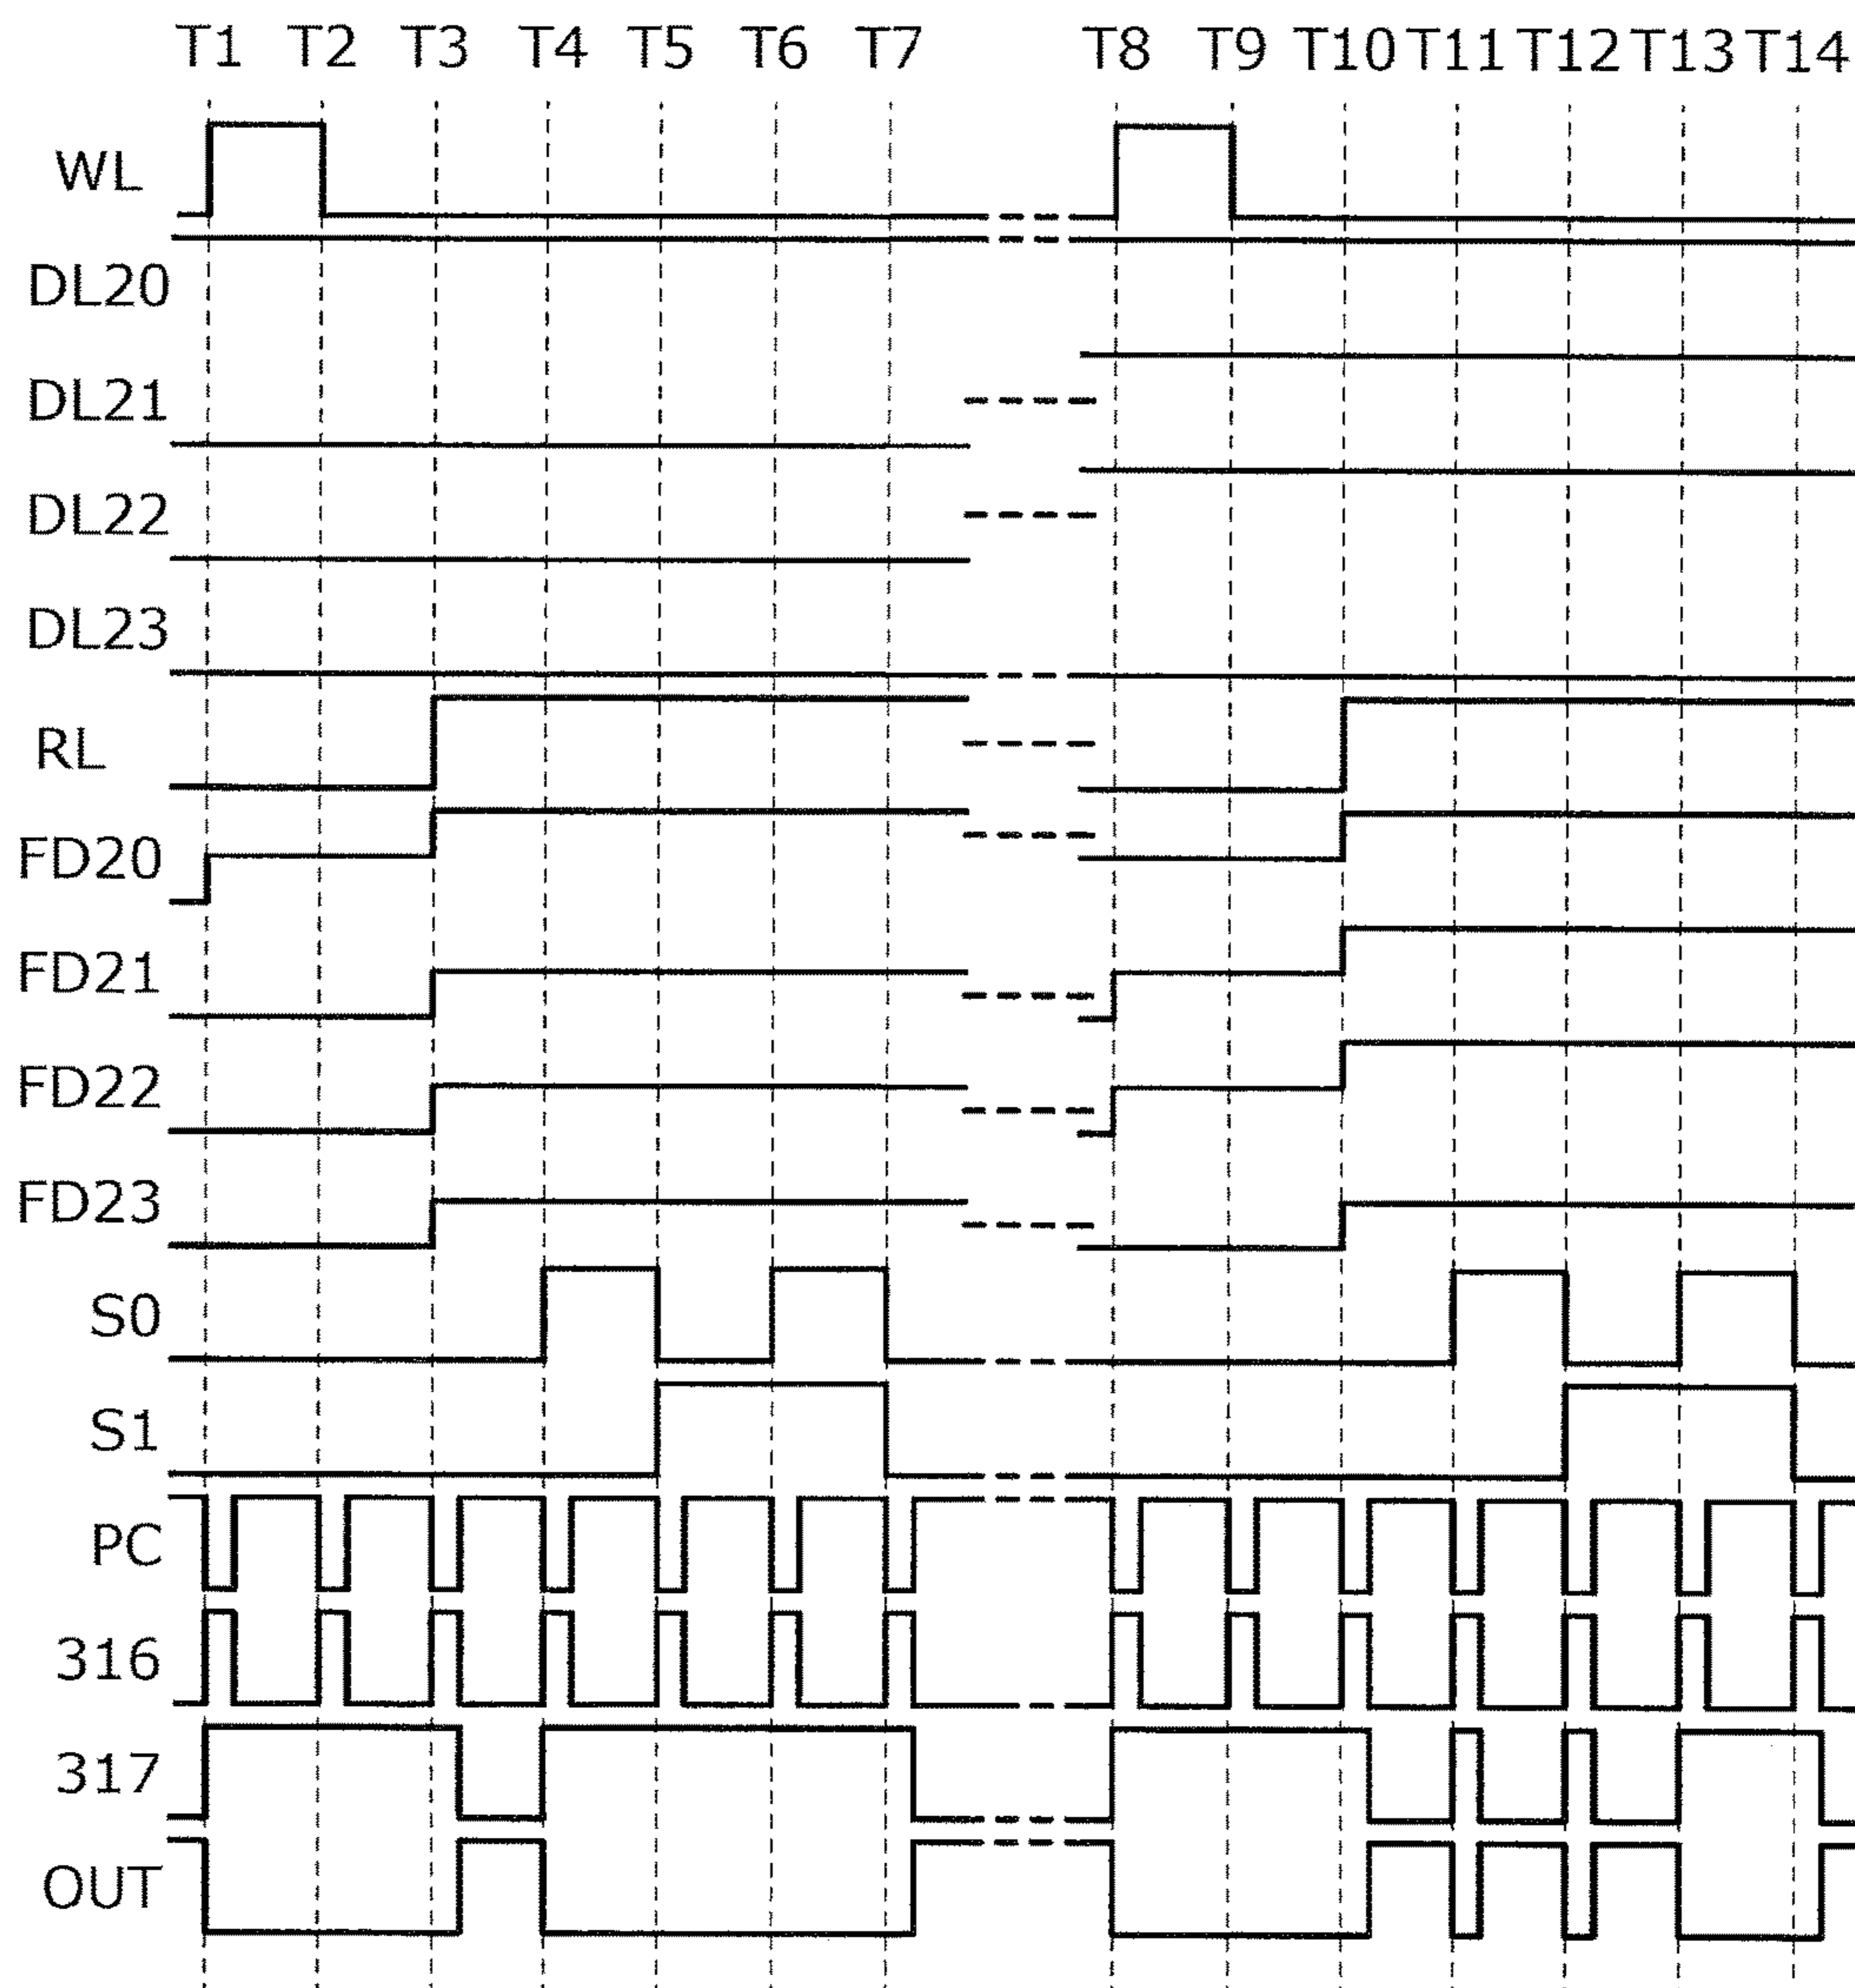 T1 T2 T3 T4 T5 T6 T7 T8 T9 T10 T11 T12 T13 T14
WL
DL20
DL21
DL22
DL23
RL
FD20
FD21
FD22
FD23
S0
S1
PC
316
317
OUT